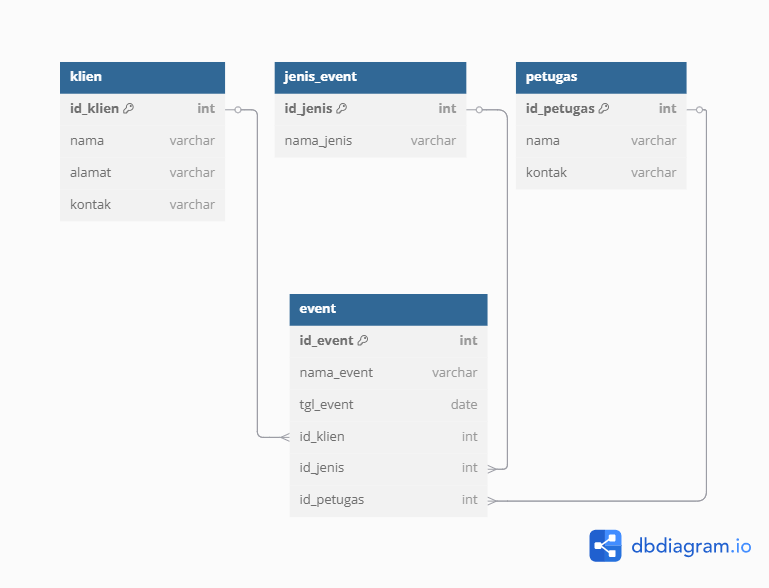 klien
id_klien int
nama varchar
alamat varchar
kontak varchar
jenis_event
id_jenis int
nama_jenis varchar
petugas
id_petugas int
nama varchar
kontak varchar
event
id_event int
nama_event varchar
tgl_event date
id_klien int
id_jenis int
id_petugas int
dbdiagram.io